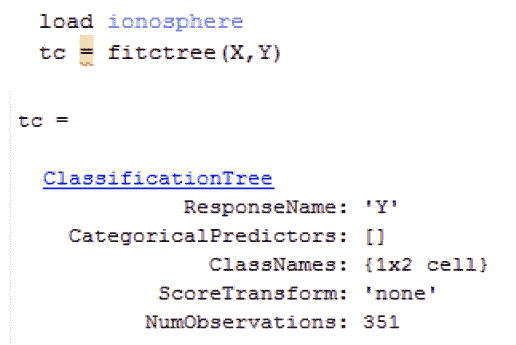 load ionosphere
tc = fitctree(X,Y)
tc =
ClassificationTree
ResponseName: 'Y'
CategoricalPredictors: []
ClassNames: {1x2 cell}
ScoreTransform: 'none'
NumObservations: 351